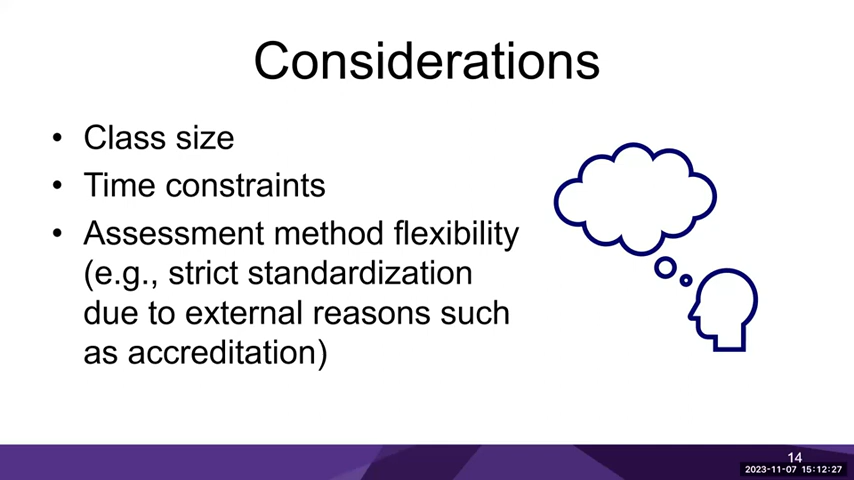 Considerations
• Class size
• Time constraints
• Assessment method flexibility
(e.g., strict standardization
due to external reasons such
as accreditation)
14
2023-11-07 15:12:27